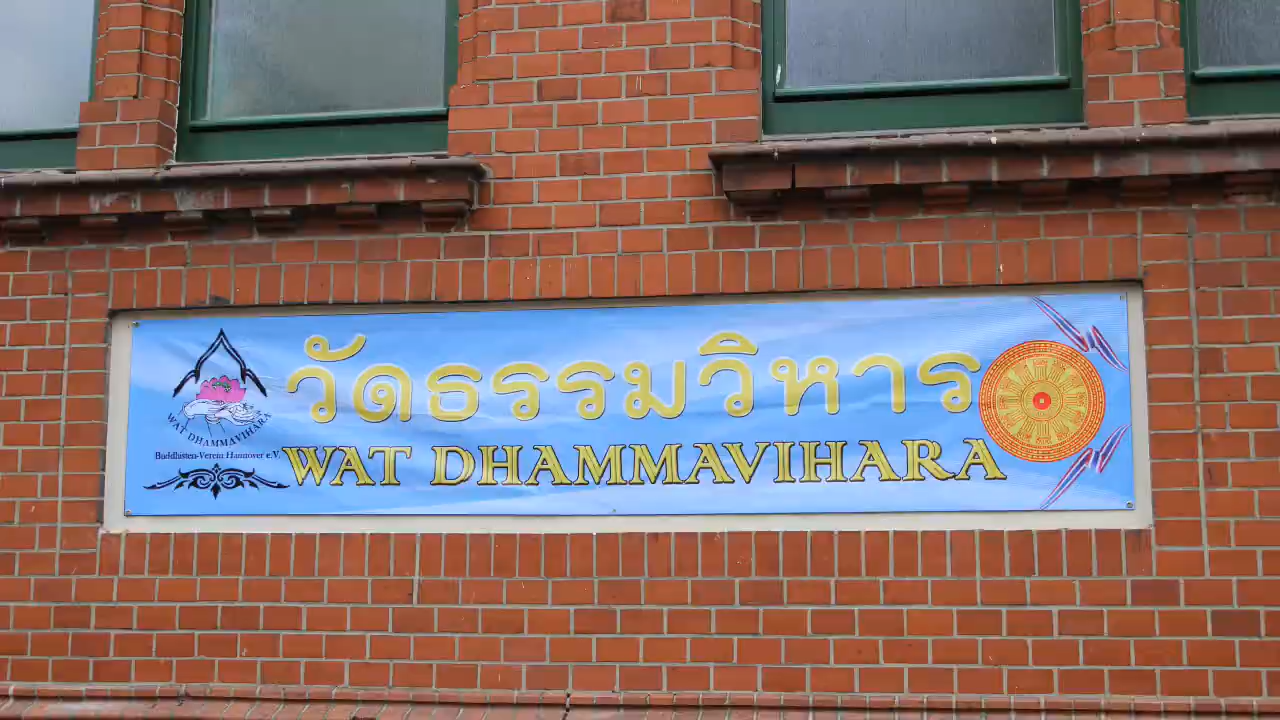 WAT DHAMMAVIHARA
Buddhisten-Verein Hannover e.V.
วัดธรรมวิหาร
WAT DHAMMAVIHARA